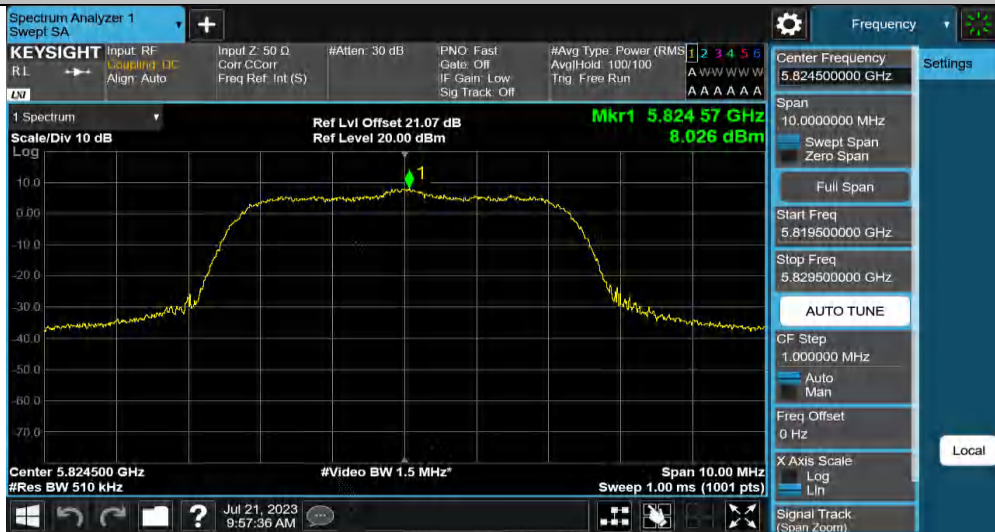 Spectrum Analyzer 1
Swept SA
Frequency
KEYSIGHT
RL
LXI
Input: RF
Coupling: DC
Align: Auto
Input Z: 50 Ω
Corr CCorr
Freq Ref: Int (S)
#Atten: 30 dB
PNO: Fast
Gate: Off
IF Gain: Low
Sig Track: Off
#Avg Type: Power (RMS
Avg|Hold: 100/100
Trig: Free Run
1 2 3 4 5 6
A W W W W W
A A A A A A
1 Spectrum
Scale/Div 10 dB
Ref Lvl Offset 21.07 dB
Ref Level 20.00 dBm
Mkr1 5.824 57 GHz
8.026 dBm
Log
1
10.0
0.00
-10.0
-20.0
-30.0
-40.0
-50.0
-60.0
-70.0
Center 5.824500 GHz
#Res BW 510 kHz
#Video BW 1.5 MHz*
Span 10.00 MHz
Sweep 1.00 ms (1001 pts)
Jul 21, 2023
9:57:36 AM
Center Frequency
5.824500000 GHz
Settings
Span
10.0000000 MHz
Swept Span
Zero Span
Full Span
Start Freq
5.819500000 GHz
Stop Freq
5.829500000 GHz
AUTO TUNE
CF Step
1.000000 MHz
Auto
Man
Freq Offset
0 Hz
Local
X Axis Scale
Log
Lin
Signal Track
(Span Zoom)